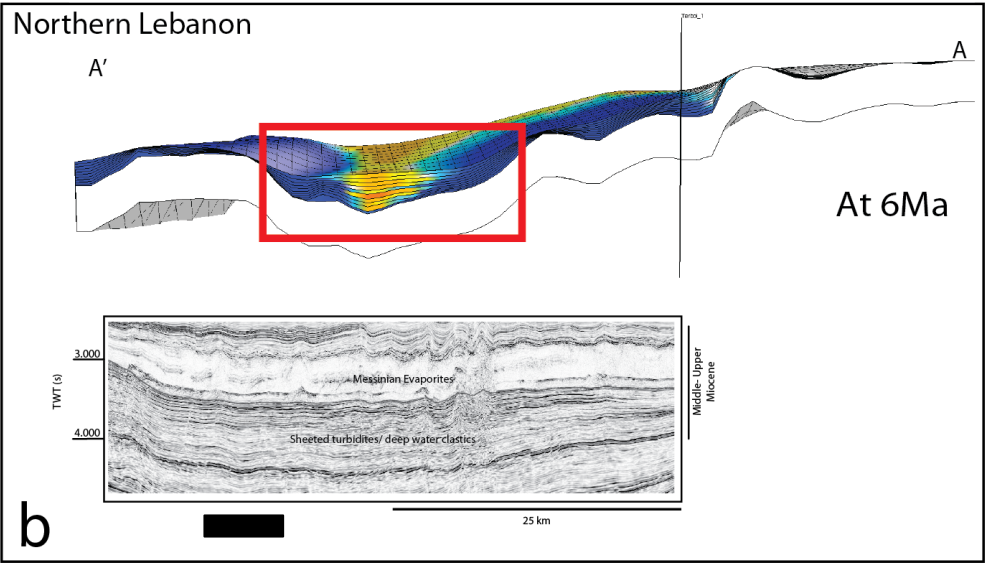 Northern Lebanon
A'
A
At 6Ma
3.000
4.000
TWT (s)
Messinian Evaporites
Sheeted turbidites/ deep water clastics
Middle- Upper
Miocene
25 km
b